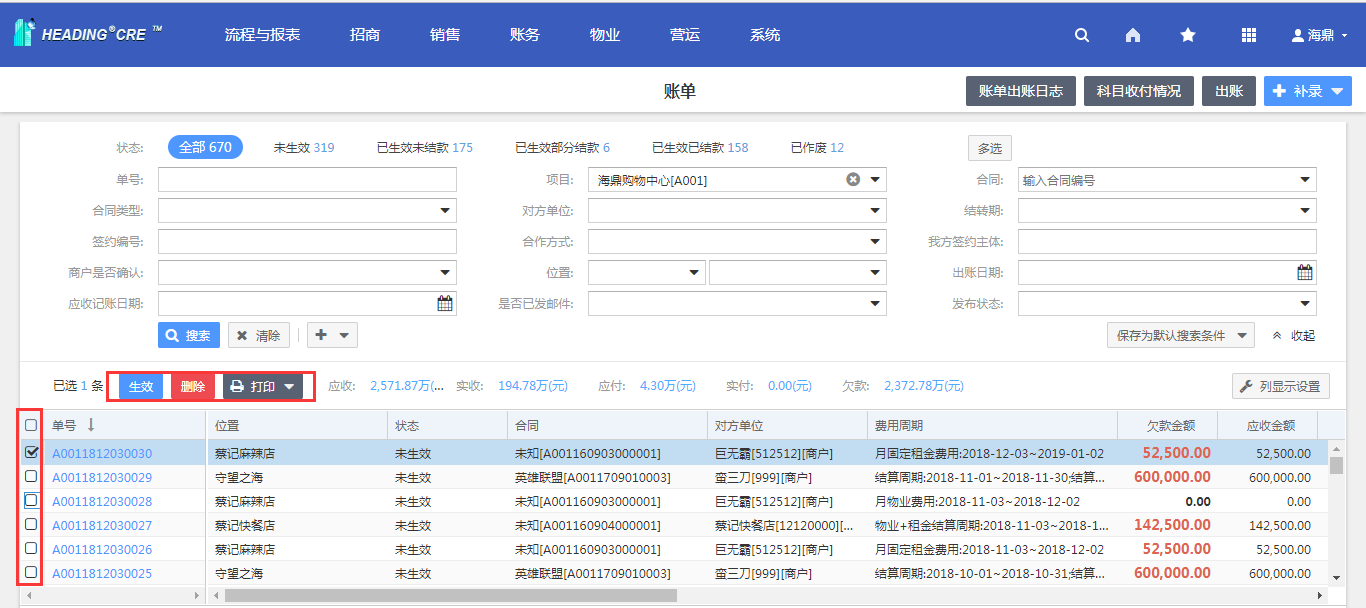 HEADING®CRE ™ 流程与报表 招商 销售 账务 物业 营运 系统 海鼎
账单 账单出账日志 科目收付情况 出账 补录
状态: 全部 670 未生效 319 已生效未结款 175 已生效部分结款 6 已生效已结款 158 已作废 12 多选
单号: 项目: 海鼎购物中心[A001] 合同: 输入合同编号
合同类型: 对方单位: 结转期:
签约编号: 合作方式: 我方签约主体:
商户是否确认: 位置: 出账日期:
应收记账日期: 是否已发邮件: 发布状态:
搜索 清除 保存为默认搜索条件 收起
已选 1 条 生效 删除 打印 应收: 2,571.87万(... 实收: 194.78万(元) 应付: 4.30万(元) 实付: 0.00(元) 欠款: 2,372.78万(元) 列显示设置
单号 位置 状态 合同 对方单位 费用周期 欠款金额 应收金额
A0011812030030 蔡记麻辣店 未生效 未知[A001160903000001] 巨无霸[512512][商户] 月固定租金费用:2018-12-03~2019-01-02 52,500.00 52,500.00
A0011812030029 守望之海 未生效 英雄联盟[A0011709010003] 蛮三刀[999][商户] 结算周期:2018-11-01~2018-11-30;结算... 600,000.00 600,000.00
A0011812030028 蔡记麻辣店 未生效 未知[A001160903000001] 巨无霸[512512][商户] 月物业费用:2018-11-03~2018-12-02 0.00 0.00
A0011812030027 蔡记快餐店 未生效 未知[A001160904000001] 蔡记快餐店[12120000][... 物业+租金结算周期:2018-11-03~2018-1... 142,500.00 142,500.00
A0011812030026 蔡记麻辣店 未生效 未知[A001160903000001] 巨无霸[512512][商户] 月固定租金费用:2018-11-03~2018-12-02 52,500.00 52,500.00
A0011812030025 守望之海 未生效 英雄联盟[A0011709010003] 蛮三刀[999][商户] 结算周期:2018-10-01~2018-10-31;结算... 600,000.00 600,000.00